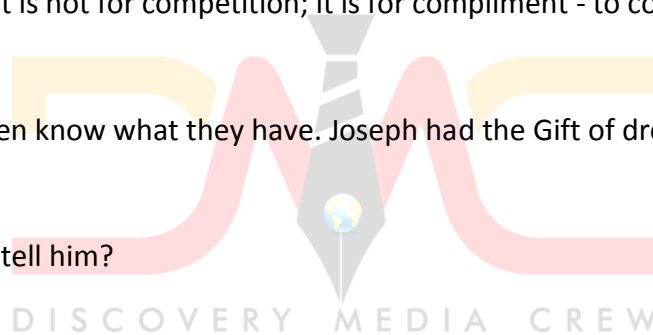 t is not for competition; it is for compliment - to co
en know what they have. Joseph had the Gift of dre
tell him?
DISCOVERY MEDIA CREW